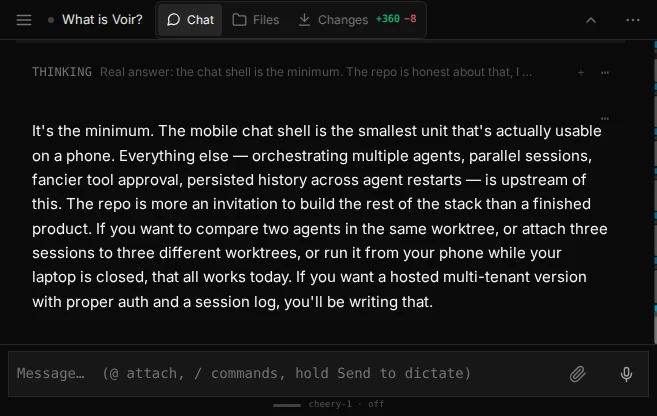 What is Voir? Chat Files Changes +360 −8
THINKING Real answer: the chat shell is the minimum. The repo is honest about that, I ...
It's the minimum. The mobile chat shell is the smallest unit that's actually usable
on a phone. Everything else — orchestrating multiple agents, parallel sessions,
fancier tool approval, persisted history across agent restarts — is upstream of
this. The repo is more an invitation to build the rest of the stack than a finished
product. If you want to compare two agents in the same worktree, or attach three
sessions to three different worktrees, or run it from your phone while your
laptop is closed, that all works today. If you want a hosted multi-tenant version
with proper auth and a session log, you'll be writing that.
Message… (@ attach, / commands, hold Send to dictate)
cheery-1 · off